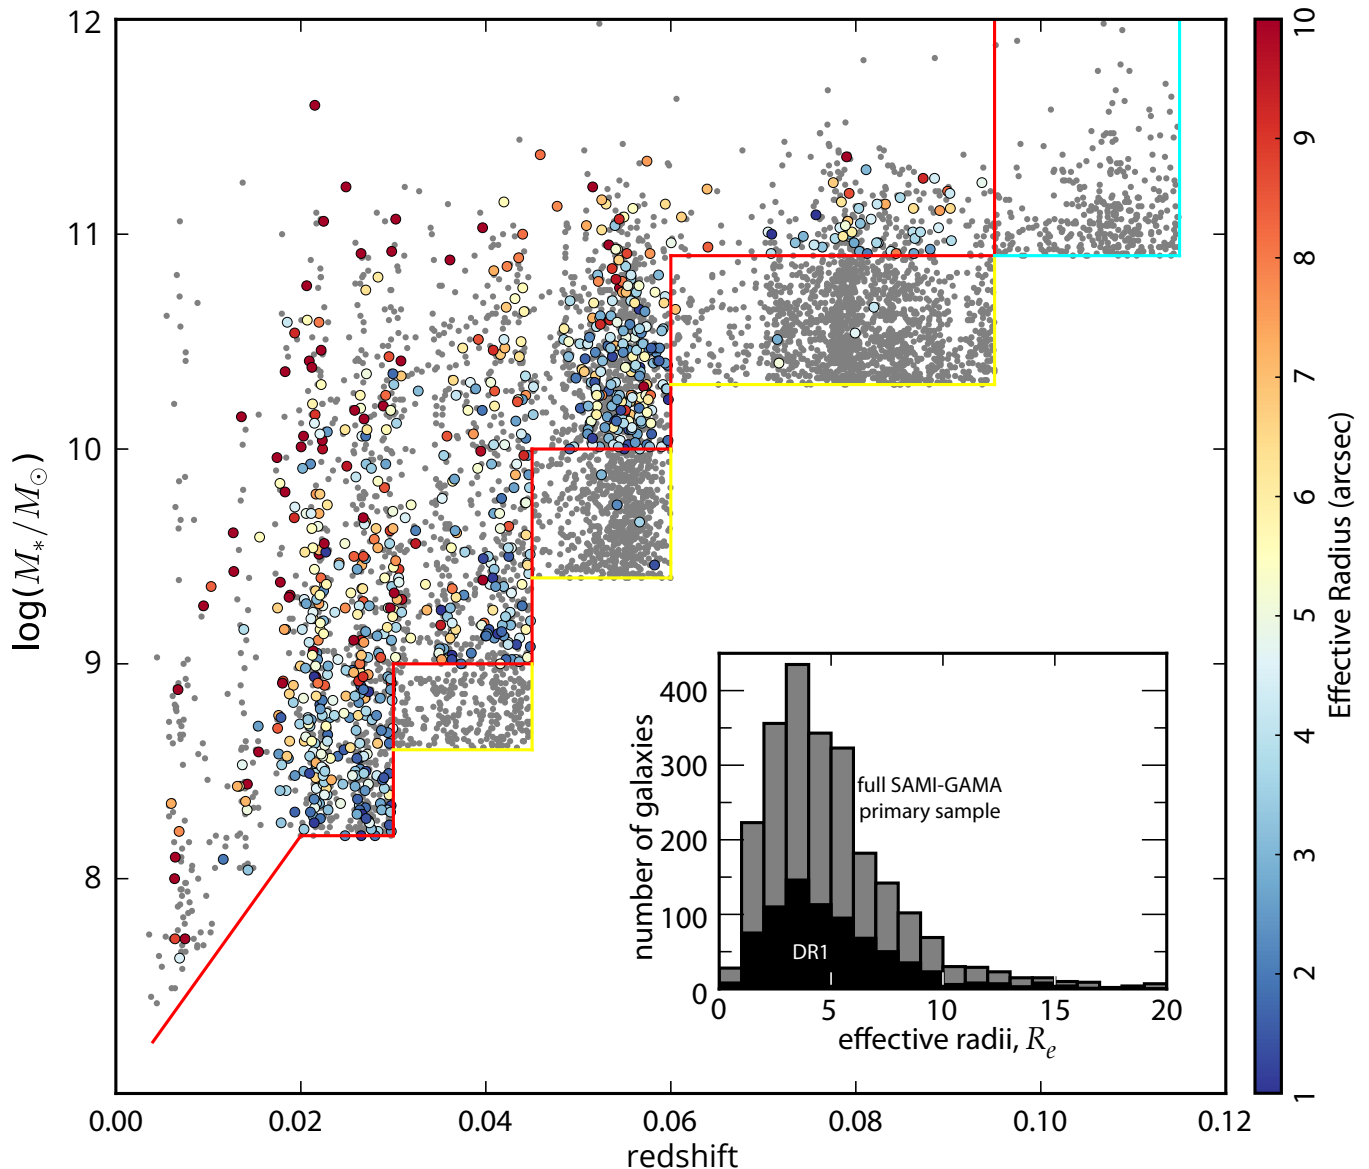 12
11
10
9
8
log(M*/M⊙)
0.00 0.02 0.04 0.06 0.08 0.10 0.12
redshift
400
300
200
100
0
number of galaxies
full SAMI-GAMA
primary sample
DR1
0 5 10 15 20
effective radii, Re
10
9
8
7
6
5
4
3
2
1
Effective Radius (arcsec)